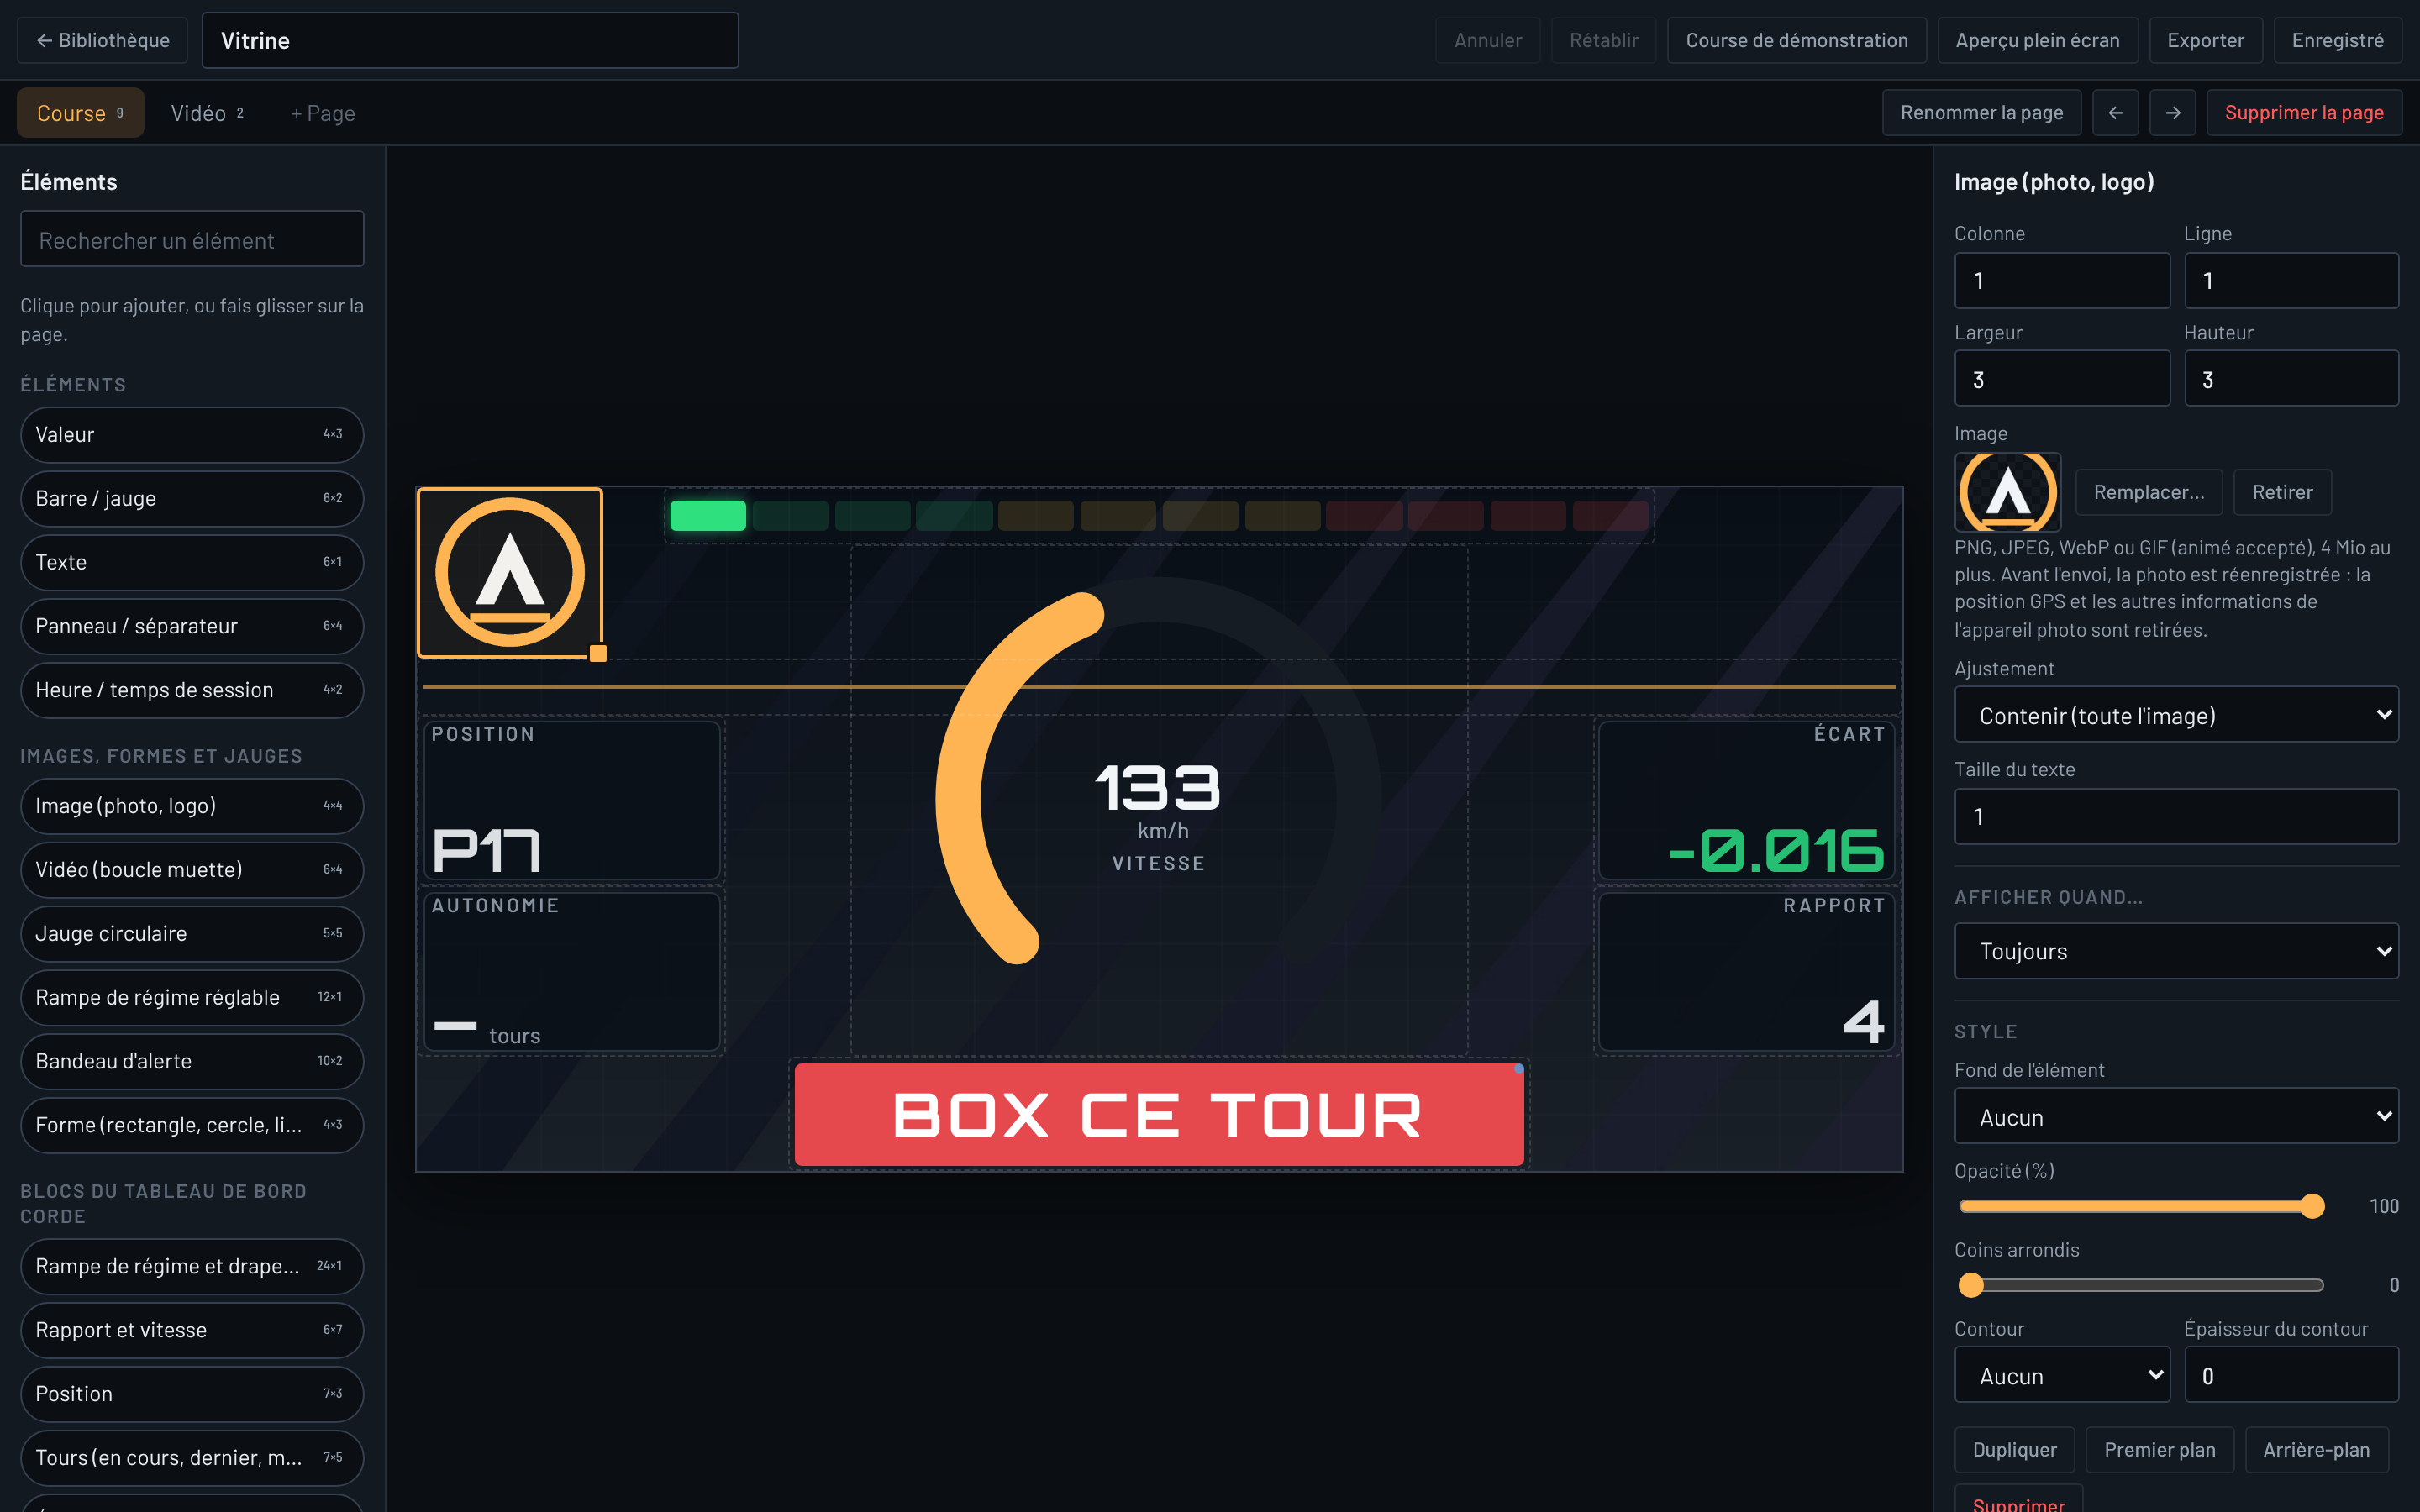 ← Bibliothèque
Vitrine
Annuler
Rétablir
Course de démonstration
Aperçu plein écran
Exporter
Enregistré
Course 9
Vidéo 2
+ Page
Renommer la page
←
→
Supprimer la page
Éléments
Rechercher un élément
Clique pour ajouter, ou fais glisser sur la
page.
ÉLÉMENTS
Valeur 4×3
Barre / jauge 6×2
Texte 6×1
Panneau / séparateur 6×4
Heure / temps de session 4×2
IMAGES, FORMES ET JAUGES
Image (photo, logo) 4×4
Vidéo (boucle muette) 6×4
Jauge circulaire 5×5
Rampe de régime réglable 12×1
Bandeau d'alerte 10×2
Forme (rectangle, cercle, li… 4×3
BLOCS DU TABLEAU DE BORD
CORDE
Rampe de régime et drape… 24×1
Rapport et vitesse 6×7
Position 7×3
Tours (en cours, dernier, m… 7×5
POSITION
P17
AUTONOMIE
— tours
133
km/h
VITESSE
ÉCART
-0.016
RAPPORT
4
BOX CE TOUR
Image (photo, logo)
Colonne
Ligne
1
1
Largeur
Hauteur
3
3
Image
Remplacer…
Retirer
PNG, JPEG, WebP ou GIF (animé accepté), 4 Mio au
plus. Avant l'envoi, la photo est réenregistrée : la
position GPS et les autres informations de
l'appareil photo sont retirées.
Ajustement
Contenir (toute l'image)
Taille du texte
1
AFFICHER QUAND…
Toujours
STYLE
Fond de l'élément
Aucun
Opacité (%)
100
Coins arrondis
0
Contour
Épaisseur du contour
Aucun
0
Dupliquer
Premier plan
Arrière-plan
Supprimer